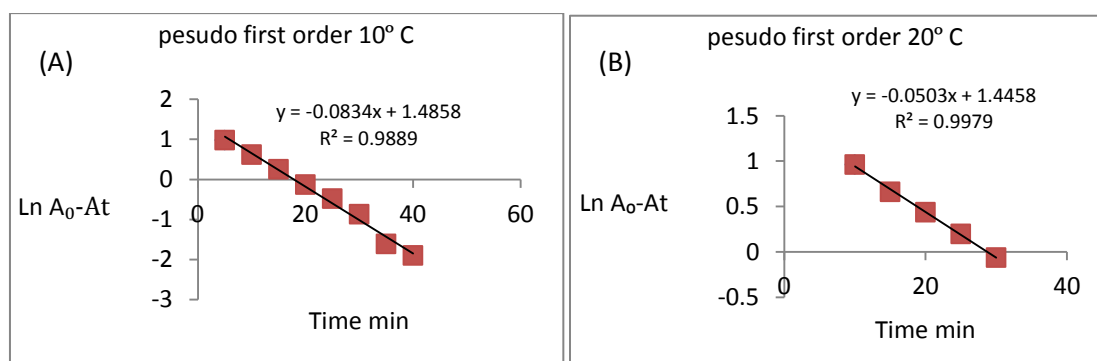 pesudo first order 10º C
(A)
y = -0.0834x + 1.4858
R² = 0.9889
2
1
0
-1
-2
-3
0
20
40
60
Ln A₀-At
Time min
pesudo first order 20º C
(B)
y = -0.0503x + 1.4458
R² = 0.9979
1.5
1
0.5
0
-0.5
0
20
40
Ln A₀-At
Time min